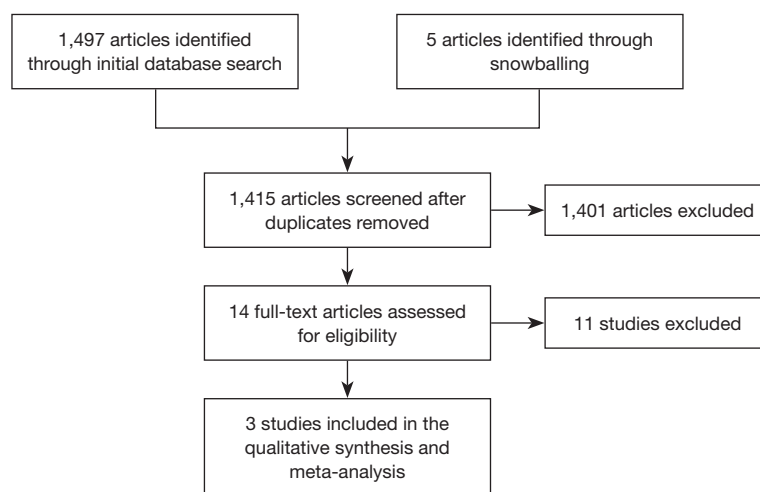 1,497 articles identified
through initial database search
5 articles identified through
snowballing
1,415 articles screened after
duplicates removed
1,401 articles excluded
14 full-text articles assessed
for eligibility
11 studies excluded
3 studies included in the
qualitative synthesis and
meta-analysis